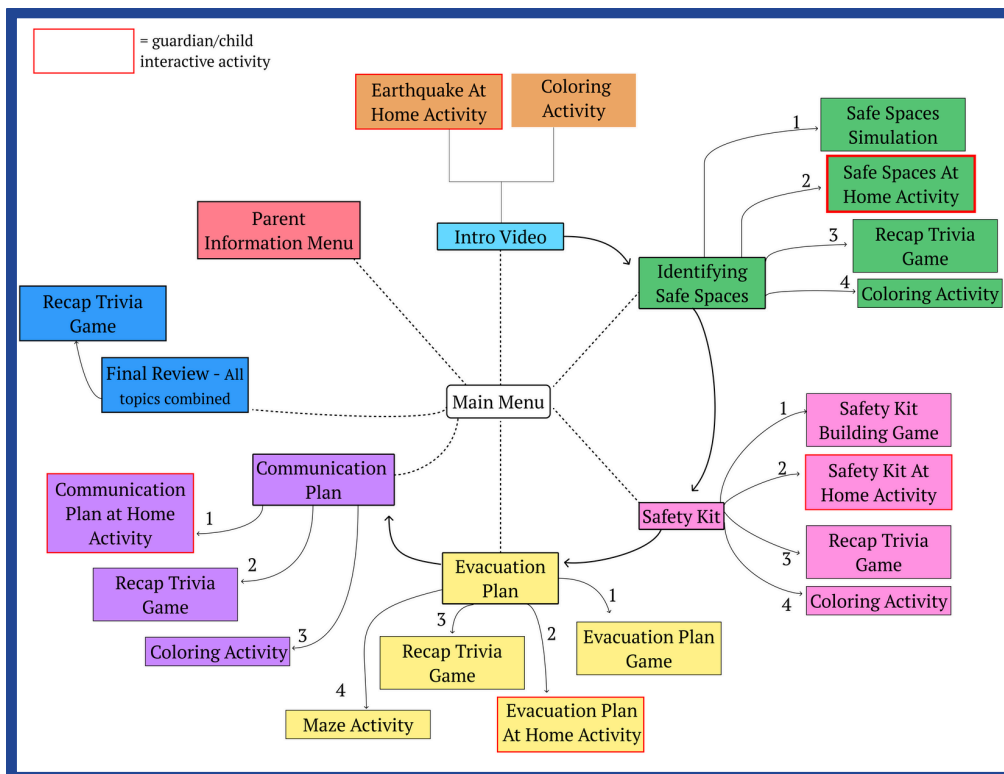 = guardian/child
interactive activity
Earthquake At
Home Activity
Coloring
Activity
Parent
Information Menu
Intro Video
Identifying
Safe Spaces
1
Safe Spaces
Simulation
2
Safe Spaces At
Home Activity
3
Recap Trivia
Game
4
Coloring Activity
Recap Trivia
Game
Final Review - All
topics combined
Main Menu
Safety Kit
1
Safety Kit
Building Game
2
Safety Kit At
Home Activity
3
Recap Trivia
Game
4
Coloring Activity
Communication
Plan
1
Communication
Plan at Home
Activity
2
Recap Trivia
Game
3
Coloring Activity
Evacuation
Plan
1
Evacuation Plan
Game
2
Evacuation Plan
At Home Activity
3
Recap Trivia
Game
4
Maze Activity